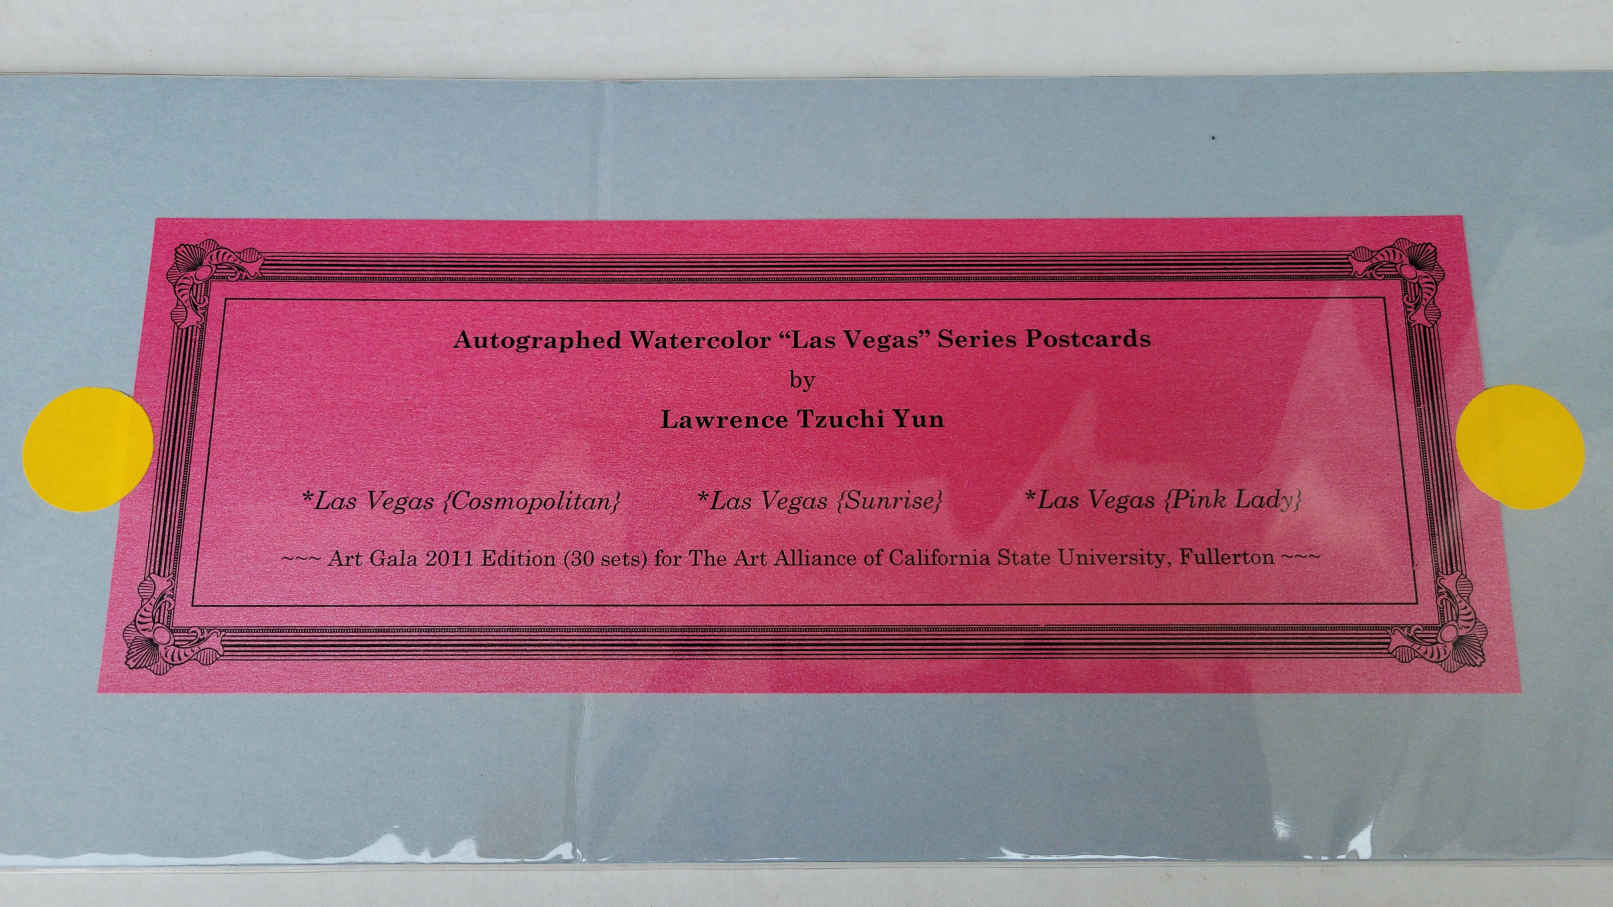 Autographed Watercolor “Las Vegas” Series Postcards
by
Lawrence Tzuchi Yun
*Las Vegas {Cosmopolitan} *Las Vegas {Sunrise} *Las Vegas {Pink Lady}
~~~ Art Gala 2011 Edition (30 sets) for The Art Alliance of California State University, Fullerton ~~~